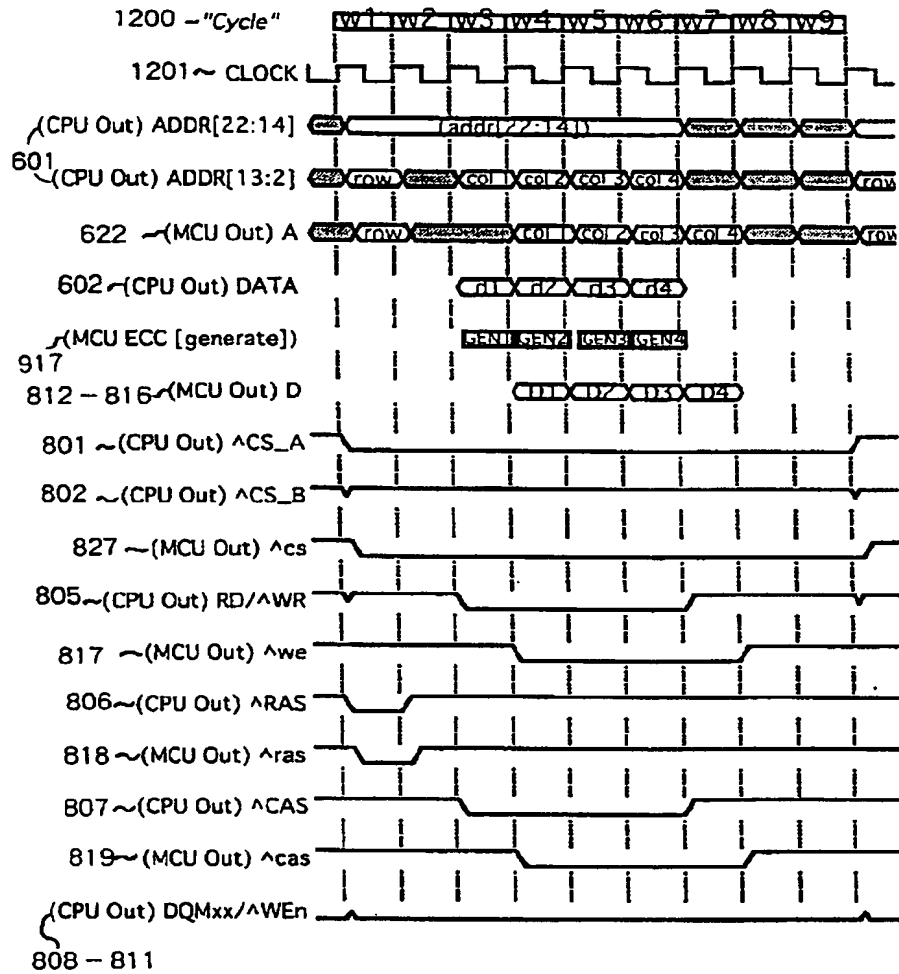 1200 ~ "Cycle" W1 W2 W3 W4 W5 W6 W7 W8 W9
1201 ~ CLOCK
(CPU Out) ADDR[22:14] (addr[22:14])
601
(CPU Out) ADDR[13:2] row col 1 col 2 col 3 col 4 row
622 ~ (MCU Out) A row col 1 col 2 col 3 col 4 row
602 ~ (CPU Out) DATA d1 d2 d3 d4
(MCU ECC [generate]) GEN1 GEN2 GEN3 GEN4
917
812 – 816 ~ (MCU Out) D D1 D2 D3 D4
801 ~ (CPU Out) ^CS_A
802 ~ (CPU Out) ^CS_B
827 ~ (MCU Out) ^cs
805 ~ (CPU Out) RD/^WR
817 ~ (MCU Out) ^we
806 ~ (CPU Out) ^RAS
818 ~ (MCU Out) ^ras
807 ~ (CPU Out) ^CAS
819 ~ (MCU Out) ^cas
(CPU Out) DQMxx/^WEn
808 – 811